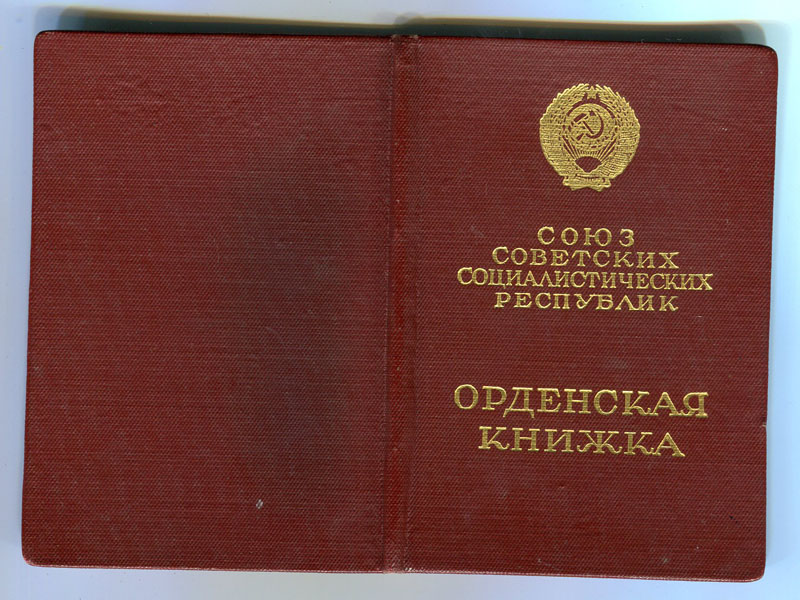 СОЮЗ
СОВЕТСКИХ
СОЦИАЛИСТИЧЕСКИХ
РЕСПУБЛИК
ОРДЕНСКАЯ
КНИЖКА